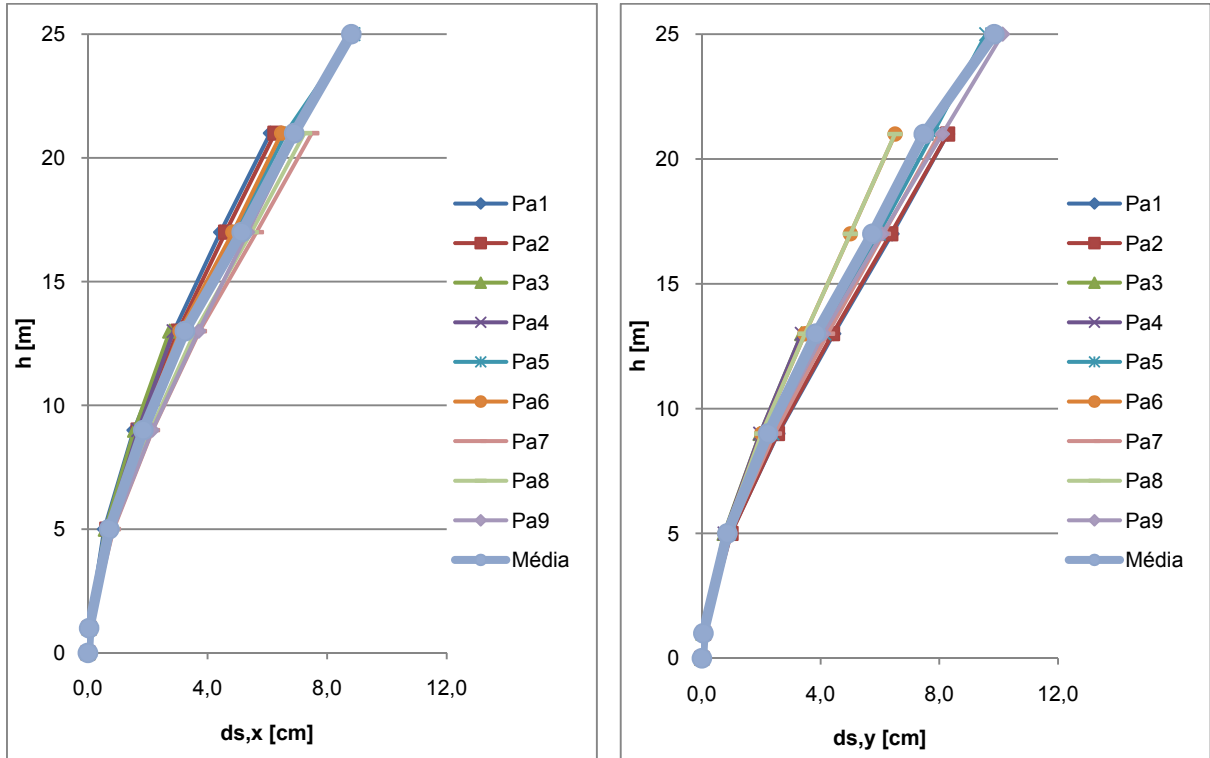 25
20
15
10
5
0
h [m]
0,0 4,0 8,0 12,0
ds,x [cm]
Pa1
Pa2
Pa3
Pa4
Pa5
Pa6
Pa7
Pa8
Pa9
Média
25
20
15
10
5
0
h [m]
0,0 4,0 8,0 12,0
ds,y [cm]
Pa1
Pa2
Pa3
Pa4
Pa5
Pa6
Pa7
Pa8
Pa9
Média